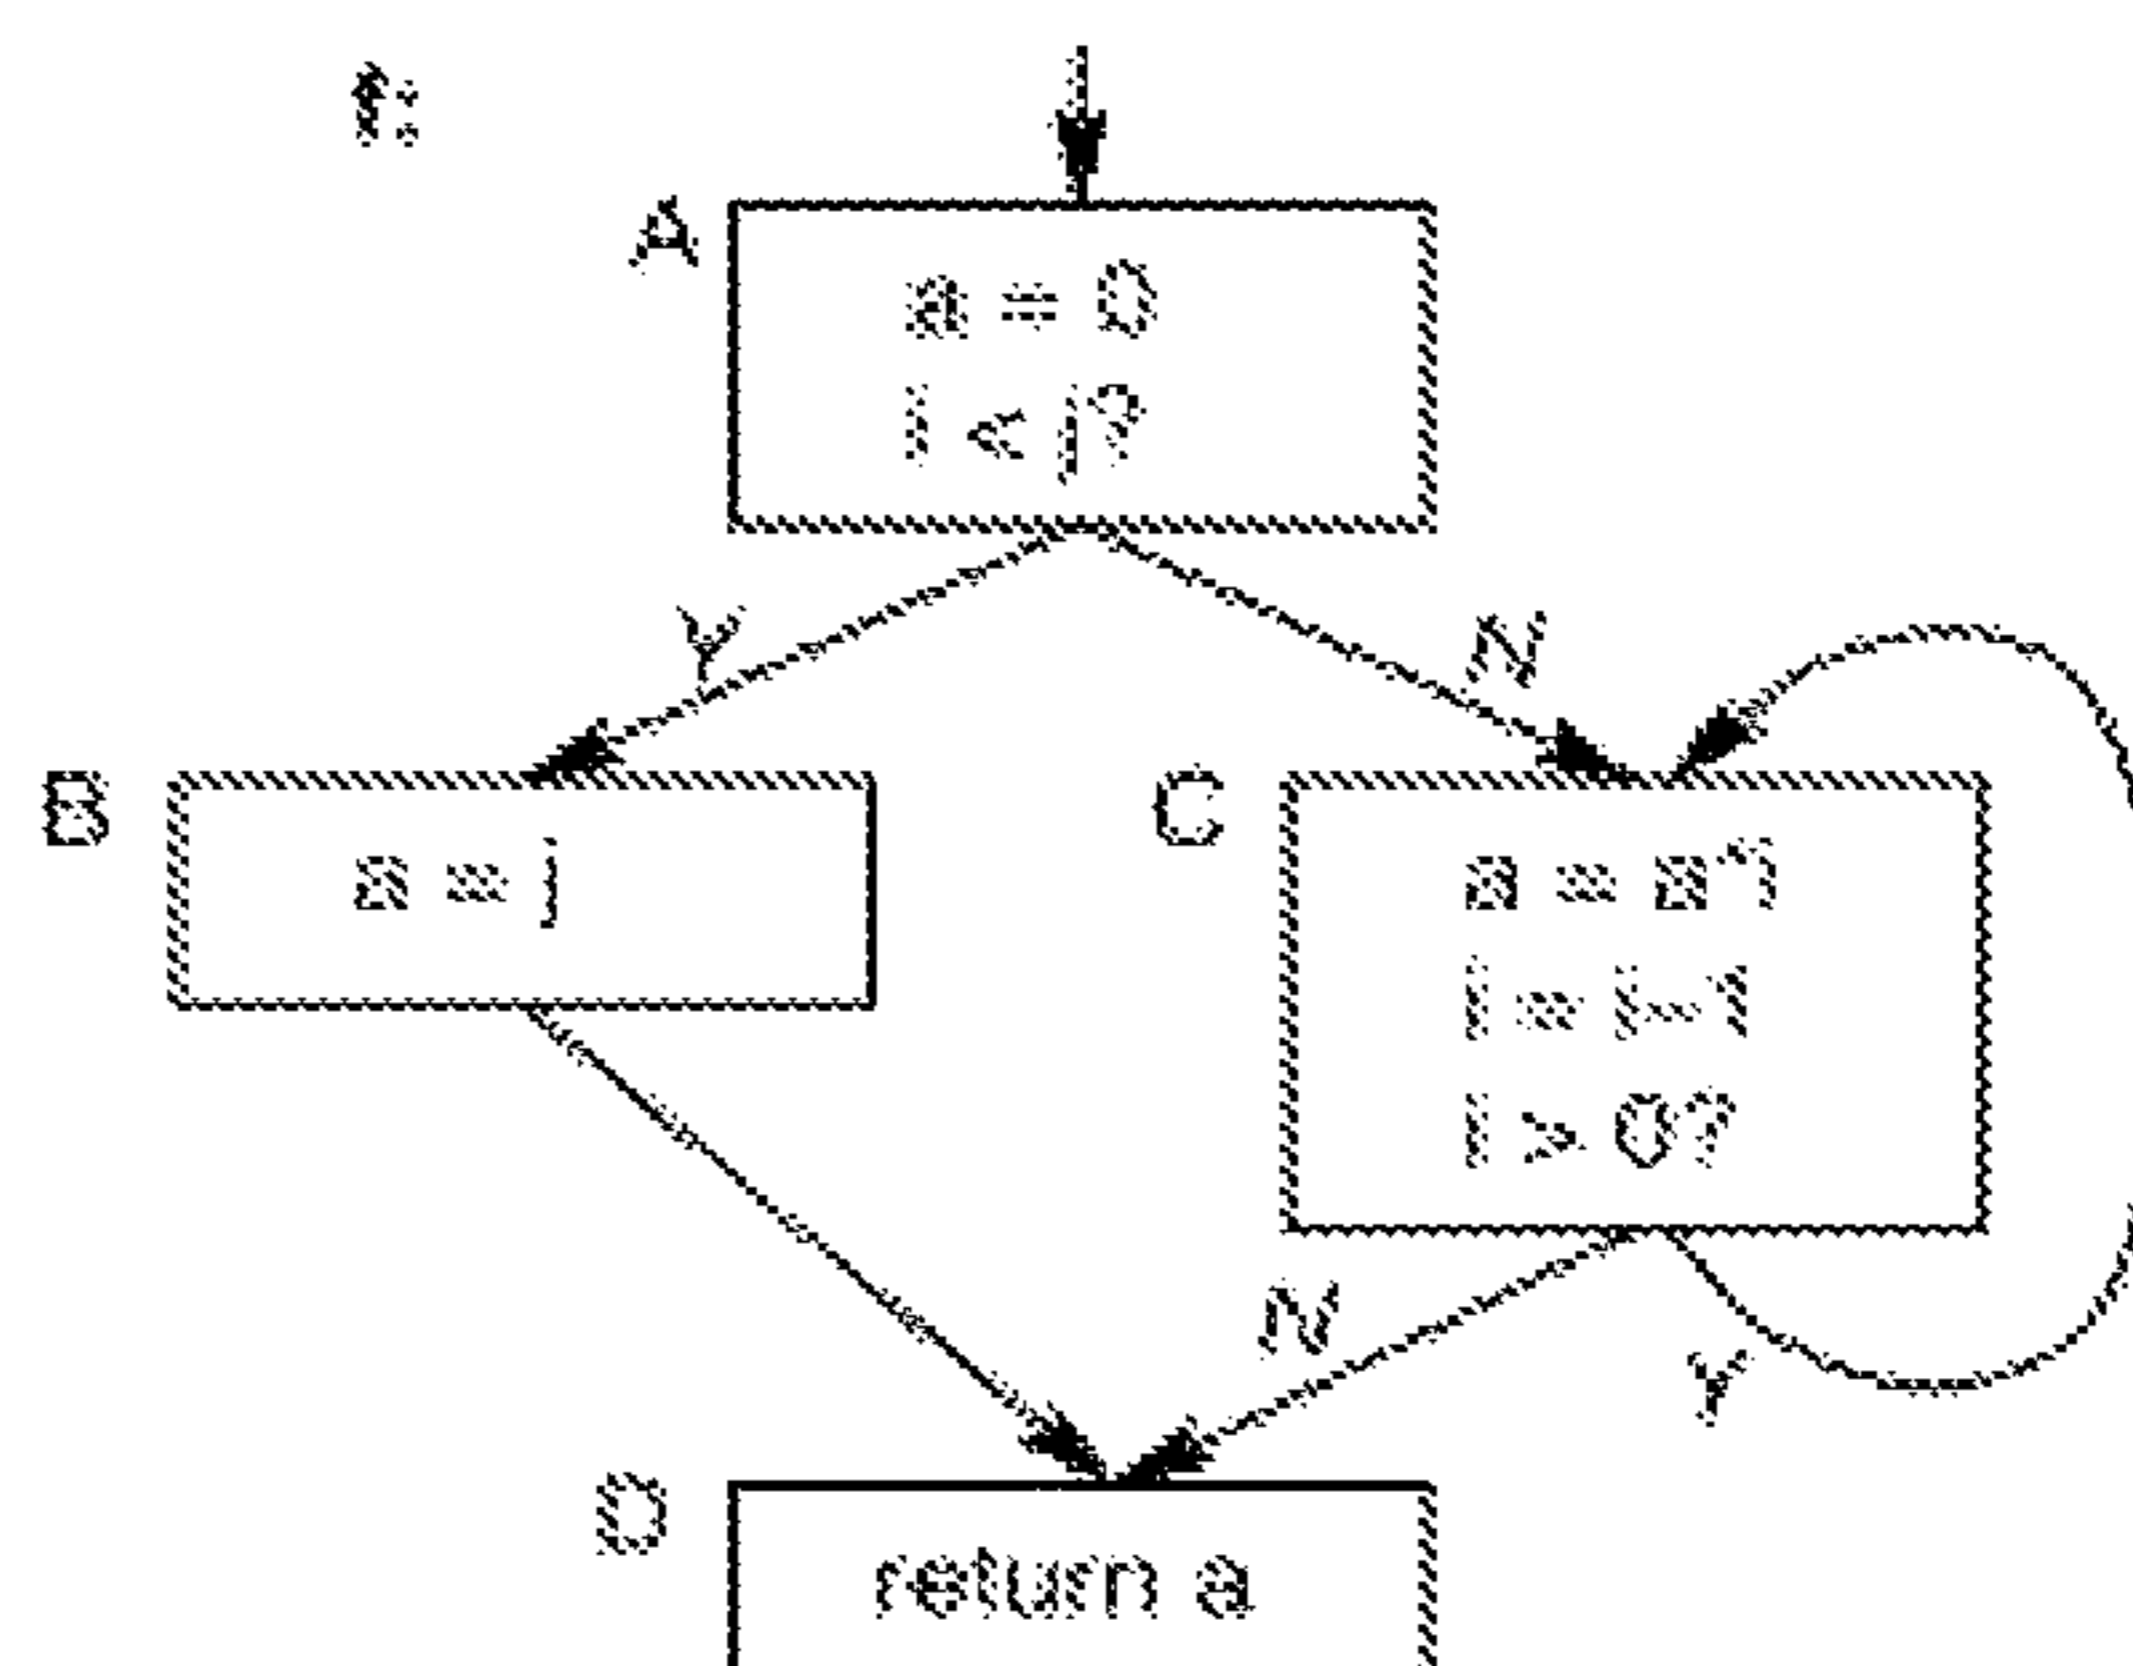 f:
A
a = 0
i < j?
Y
N
B
a = j
C
i = i-1
i > 0?
N
Y
D
return a